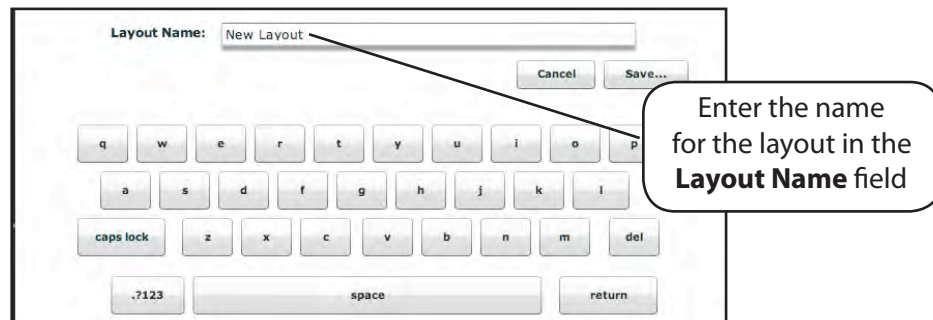 Layout Name: New Layout
Cancel Save...
Enter the name
for the layout in the
Layout Name field
q w e r t y u i o p
a s d f g h j k l
caps lock z x c v b n m del
.?123 space return